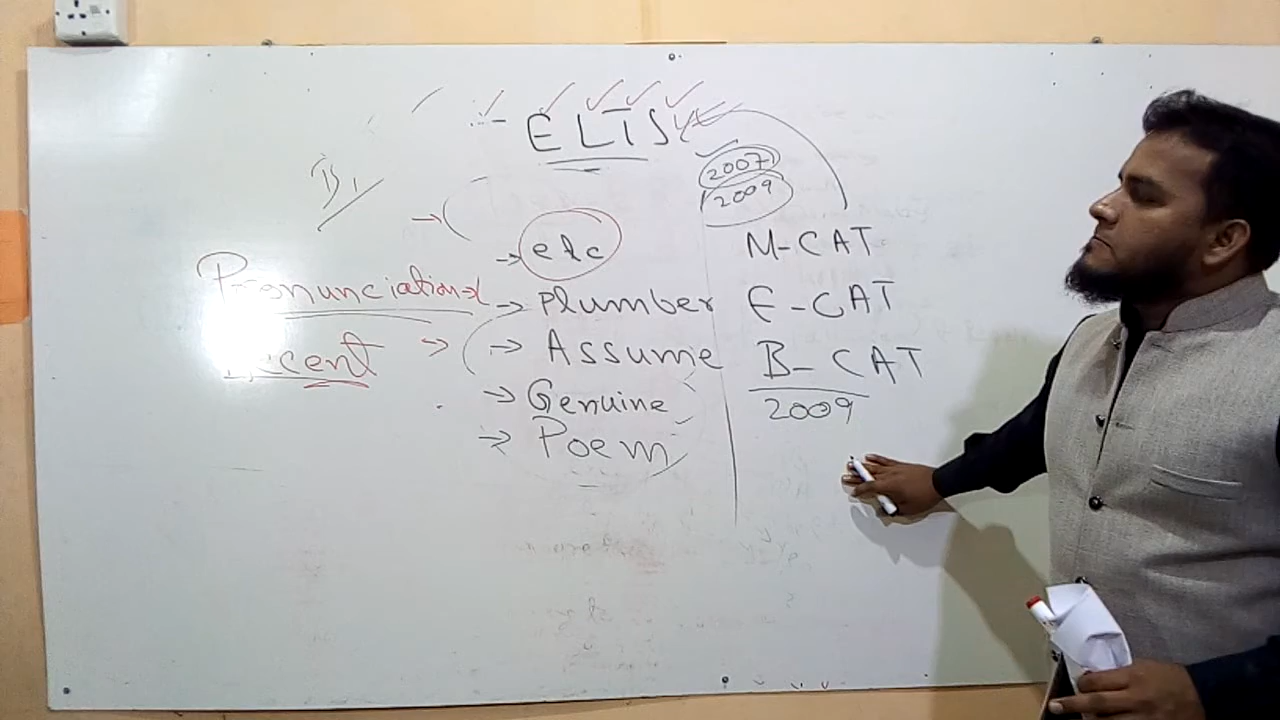 ELTS
2007
2009
B1
→ etc
Pronunciation
→ Plumber
Accent
→ Assume
→ Genuine
→ Poem
M-CAT
E-CAT
B-CAT
2009